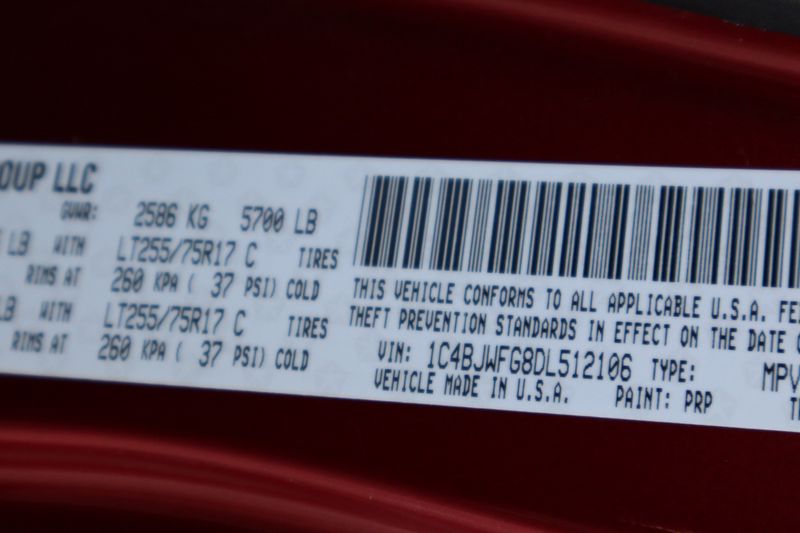 OUP LLC
GVWR: 2586 KG 5700 LB
LB WITH LT255/75R17 C TIRES
RIMS AT 260 KPA ( 37 PSI) COLD
LB WITH LT255/75R17 C TIRES
RIMS AT 260 KPA ( 37 PSI) COLD
THIS VEHICLE CONFORMS TO ALL APPLICABLE U.S.A. FE
THEFT PREVENTION STANDARDS IN EFFECT ON THE DATE
VIN: 1C4BJWFG8DL512106 TYPE: MPV
VEHICLE MADE IN U.S.A. PAINT: PRP